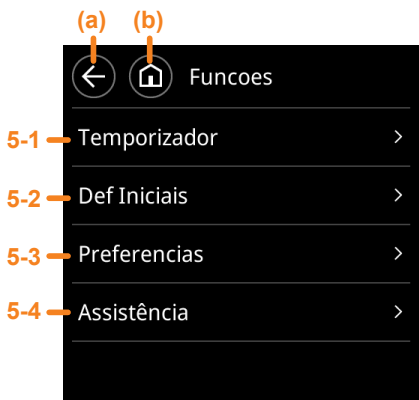 (a) (b)
Funcoes
5-1 Temporizador
5-2 Def Iniciais
5-3 Preferencias
5-4 Assistência